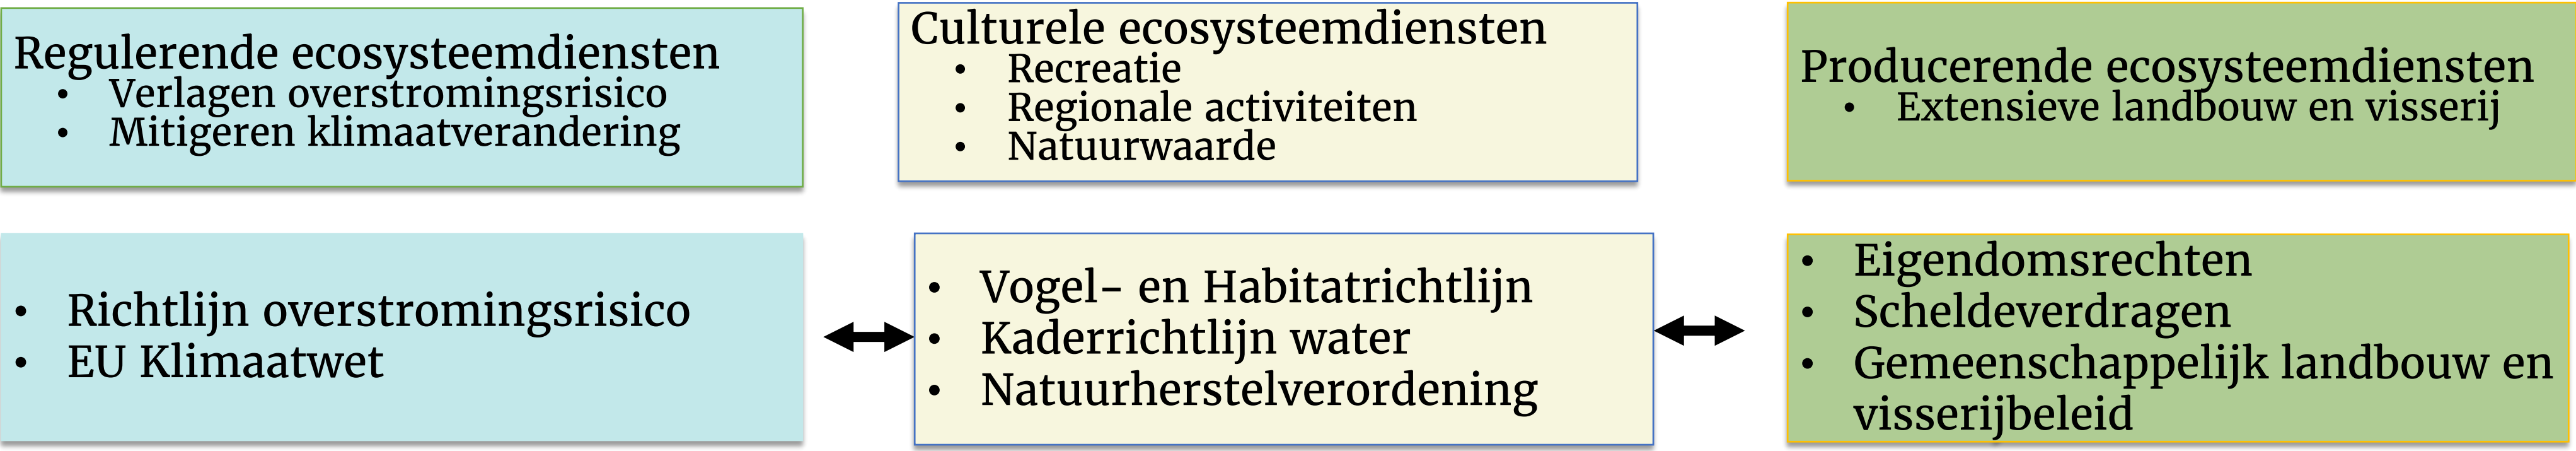 Regulerende ecosysteemdiensten
• Verlagen overstromingsrisico
• Mitigeren klimaatverandering
Culturele ecosysteemdiensten
• Recreatie
• Regionale activiteiten
• Natuurwaarde
Producerende ecosysteemdiensten
• Extensieve landbouw en visserij
• Richtlijn overstromingsrisico
• EU Klimaatwet
• Vogel- en Habitatrichtlijn
• Kaderrichtlijn water
• Natuurherstelverordening
• Eigendomsrechten
• Scheldeverdragen
• Gemeenschappelijk landbouw en
visserijbeleid